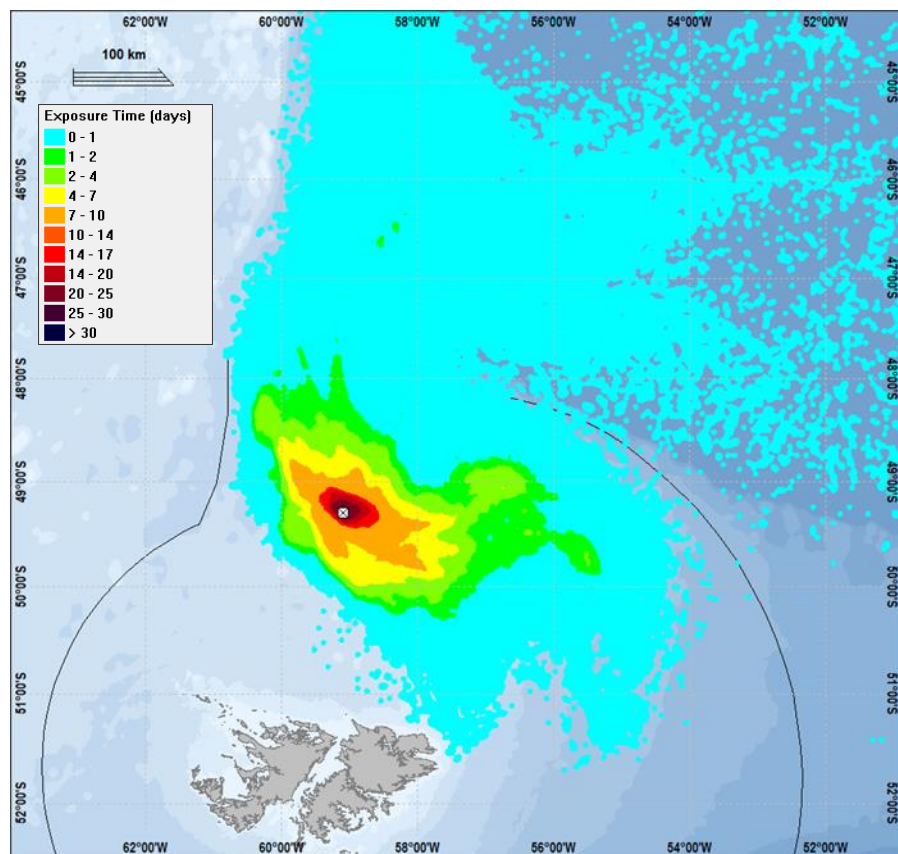 62°00'W 60°00'W 58°00'W 56°00'W 54°00'W 52°00'W
100 km
45°00'S 45°00'S
Exposure Time (days)
0 - 1
1 - 2
2 - 4
4 - 7
7 - 10
10 - 14
14 - 17
14 - 20
20 - 25
25 - 30
> 30
46°00'S 46°00'S
47°00'S 47°00'S
48°00'S 48°00'S
49°00'S 49°00'S
50°00'S 50°00'S
51°00'S 51°00'S
52°00'S 52°00'S
62°00'W 60°00'W 58°00'W 56°00'W 54°00'W 52°00'W